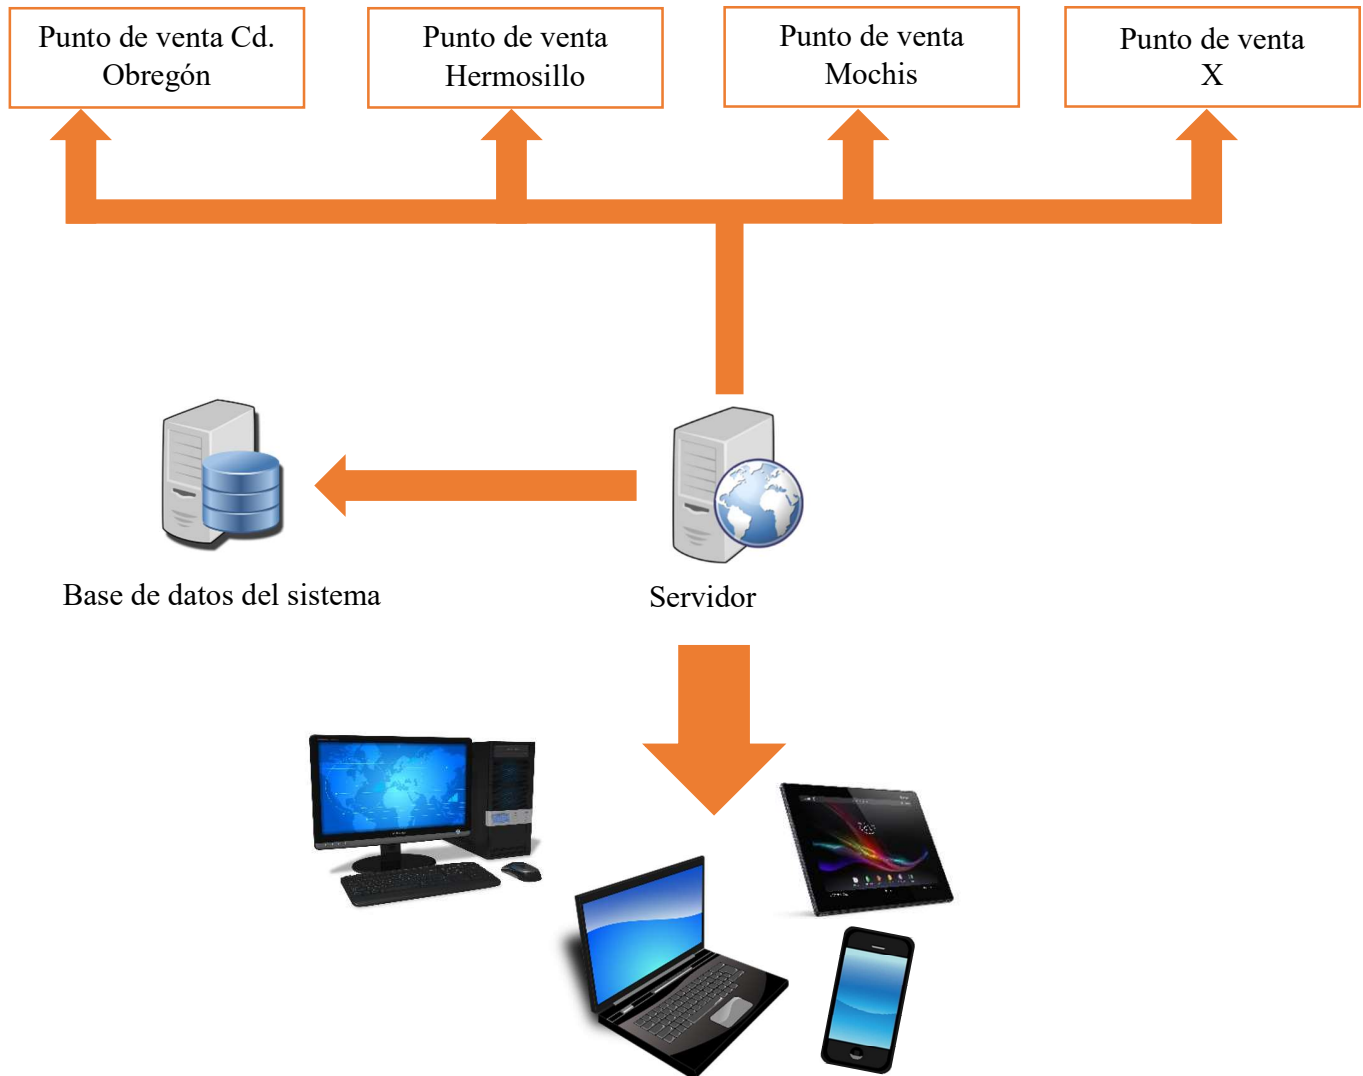 Punto de venta Cd.
Obregón
Punto de venta
Hermosillo
Punto de venta
Mochis
Punto de venta
X
Base de datos del sistema
Servidor